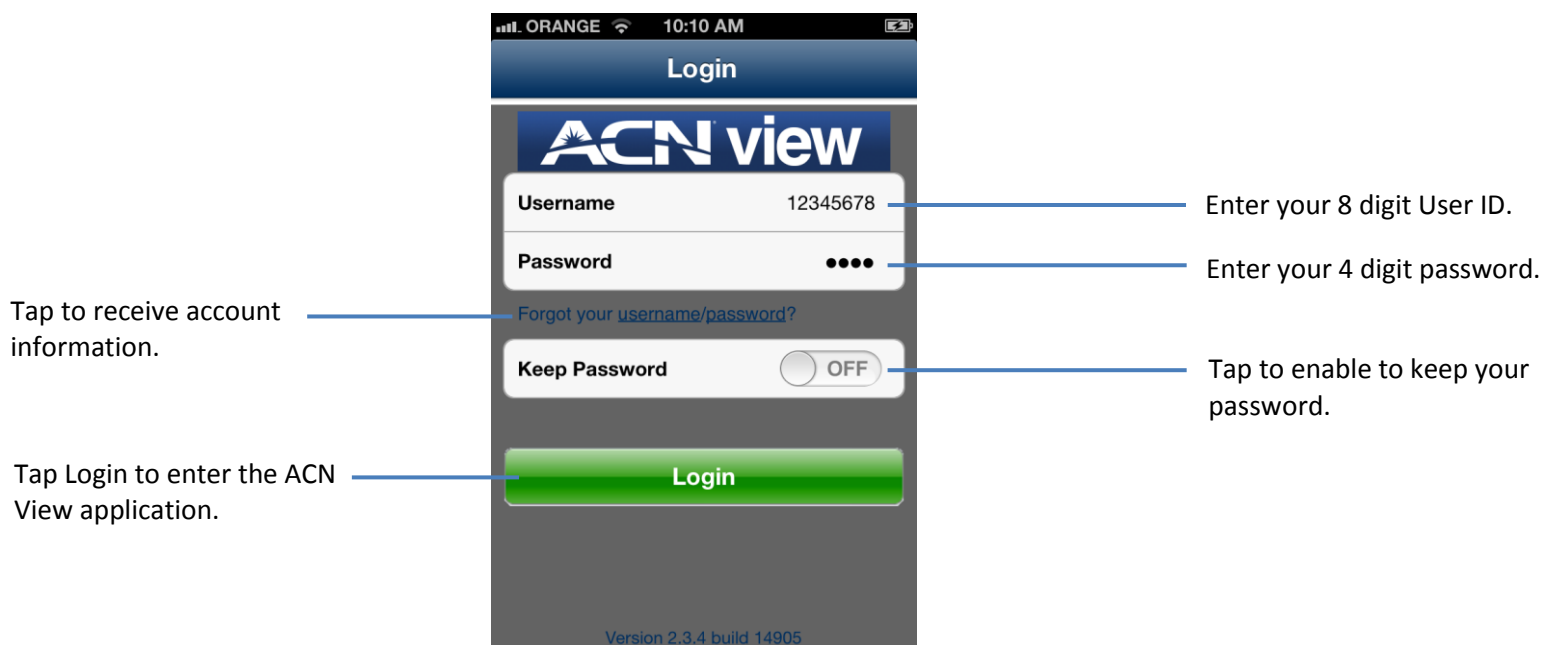 ORANGE 10:10 AM
Login
ACN view
Username 12345678
Enter your 8 digit User ID.
Password ●●●●
Enter your 4 digit password.
Tap to receive account
information.
Forgot your username/password?
Keep Password OFF
Tap to enable to keep your
password.
Tap Login to enter the ACN
View application.
Login
Version 2.3.4 build 14905